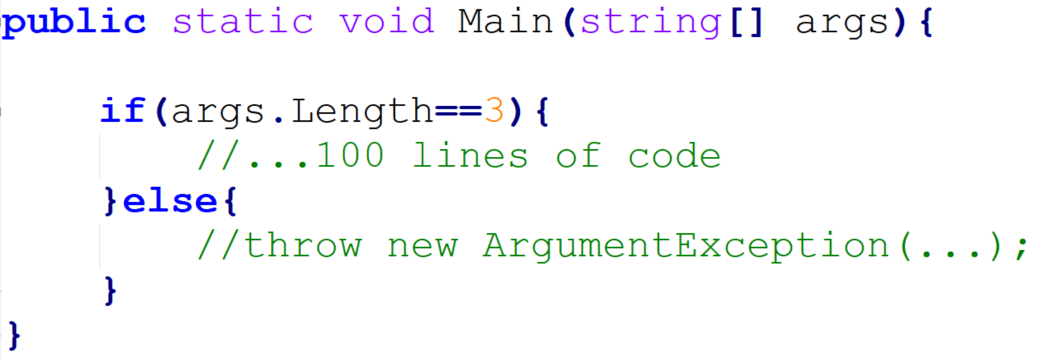 public static void Main(string[] args){
if(args.Length==3){
//...100 lines of code
}else{
//throw new ArgumentException(...);
}
}